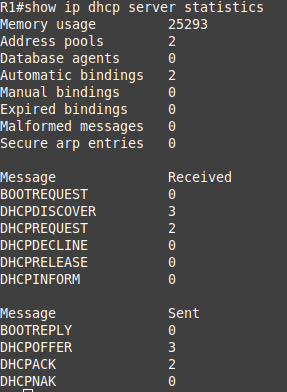 R1#show ip dhcp server statistics
Memory usage 25293
Address pools 2
Database agents 0
Automatic bindings 2
Manual bindings 0
Expired bindings 0
Malformed messages 0
Secure arp entries 0

Message Received
BOOTREQUEST 0
DHCPDISCOVER 3
DHCPREQUEST 2
DHCPDECLINE 0
DHCPRELEASE 0
DHCPINFORM 0

Message Sent
BOOTREPLY 0
DHCPOFFER 3
DHCPACK 2
DHCPNAK 0